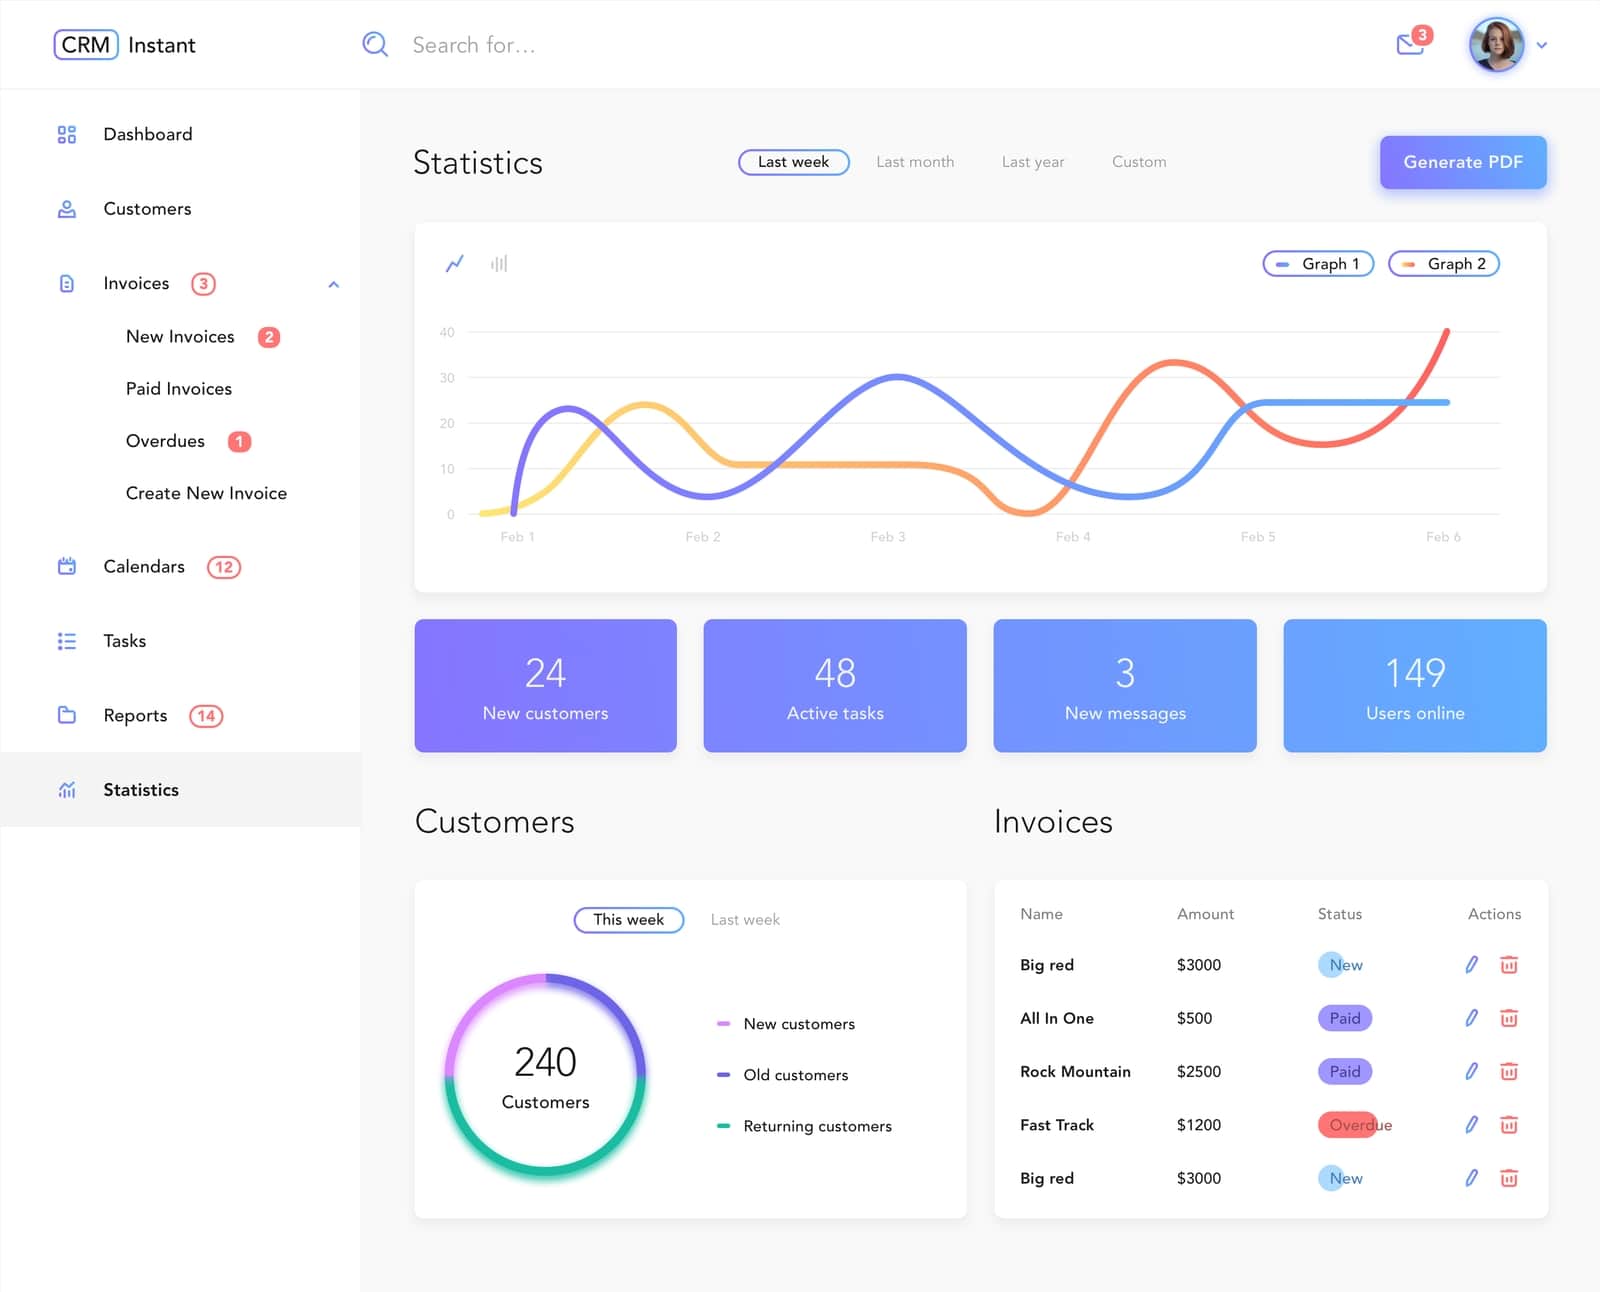 CRM Instant
Search for...
3
Dashboard
Customers
Invoices 3
New Invoices 2
Paid Invoices
Overdues 1
Create New Invoice
Calendars 12
Tasks
Reports 14
Statistics
Statistics
Last week Last month Last year Custom
Generate PDF
Graph 1 Graph 2
40
30
20
10
0
Feb 1 Feb 2 Feb 3 Feb 4 Feb 5 Feb 6
24
New customers
48
Active tasks
3
New messages
149
Users online
Customers
This week Last week
240
Customers
New customers
Old customers
Returning customers
Invoices
Name Amount Status Actions
Big red $3000 New
All In One $500 Paid
Rock Mountain $2500 Paid
Fast Track $1200 Overdue
Big red $3000 New